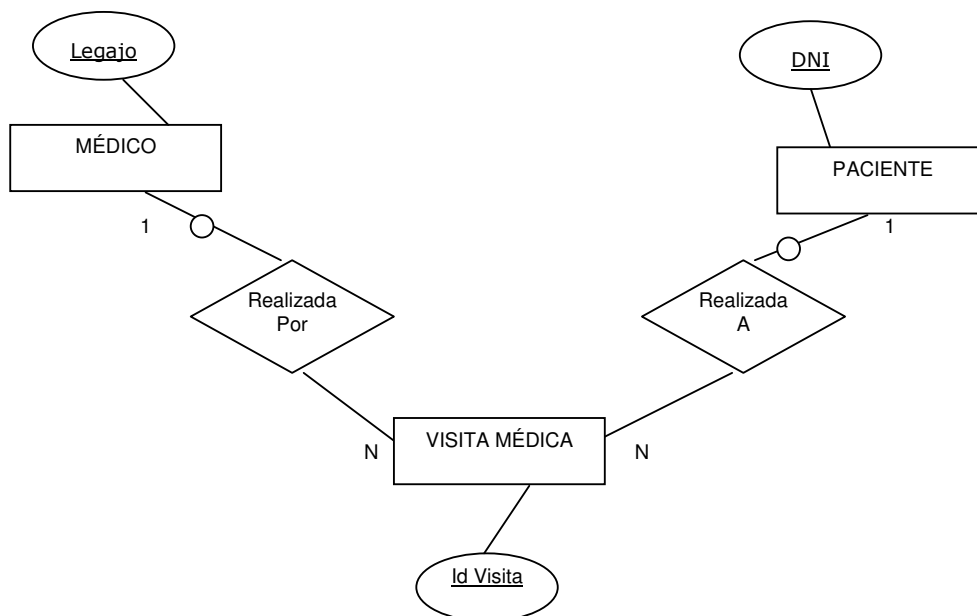 Legajo
DNI
MÉDICO
PACIENTE
1
1
Realizada
Por
Realizada
A
N
VISITA MÉDICA
N
Id Visita